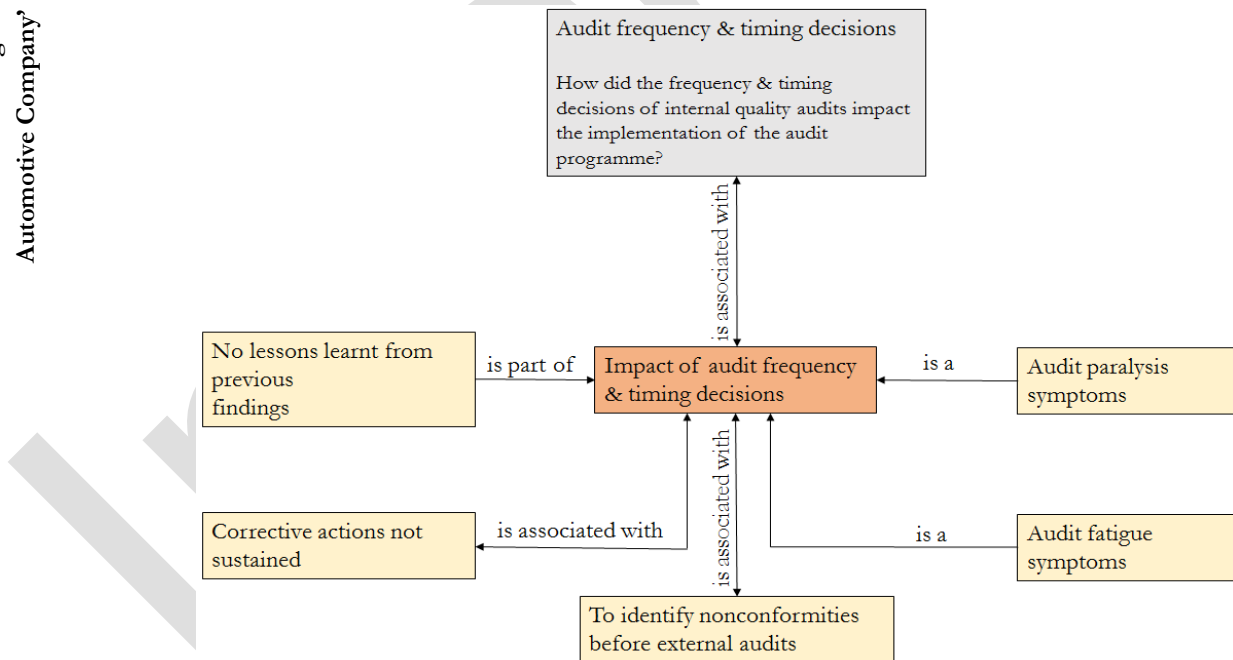 Automotive Company’
Audit frequency & timing decisions
How did the frequency & timing
decisions of internal quality audits impact
the implementation of the audit
programme?
is associated with
No lessons learnt from
previous
findings
is part of
Impact of audit frequency
& timing decisions
is a
Audit paralysis
symptoms
Corrective actions not
sustained
is associated with
is associated with
is a
Audit fatigue
symptoms
To identify nonconformities
before external audits